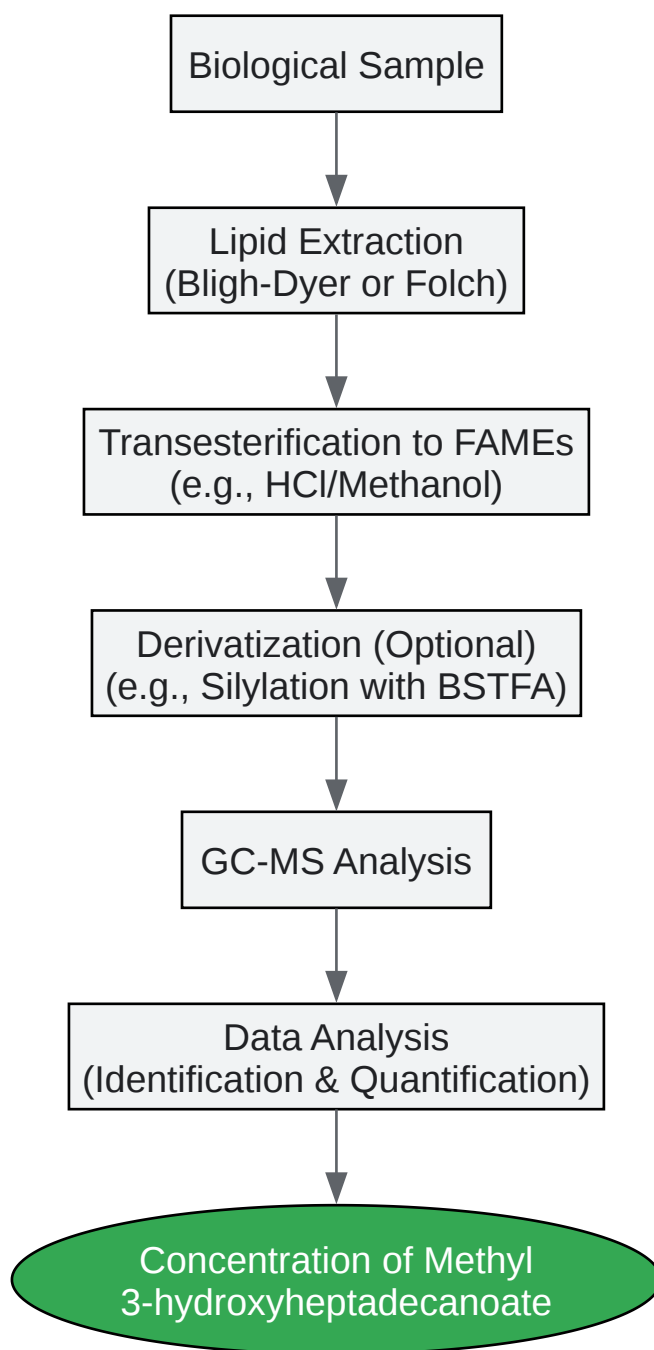 Biological Sample
Lipid Extraction
(Bligh-Dyer or Folch)
Transesterification to FAMEs
(e.g., HCl/Methanol)
Derivatization (Optional)
(e.g., Silylation with BSTFA)
GC-MS Analysis
Data Analysis
(Identification & Quantification)
Concentration of Methyl
3-hydroxyheptadecanoate